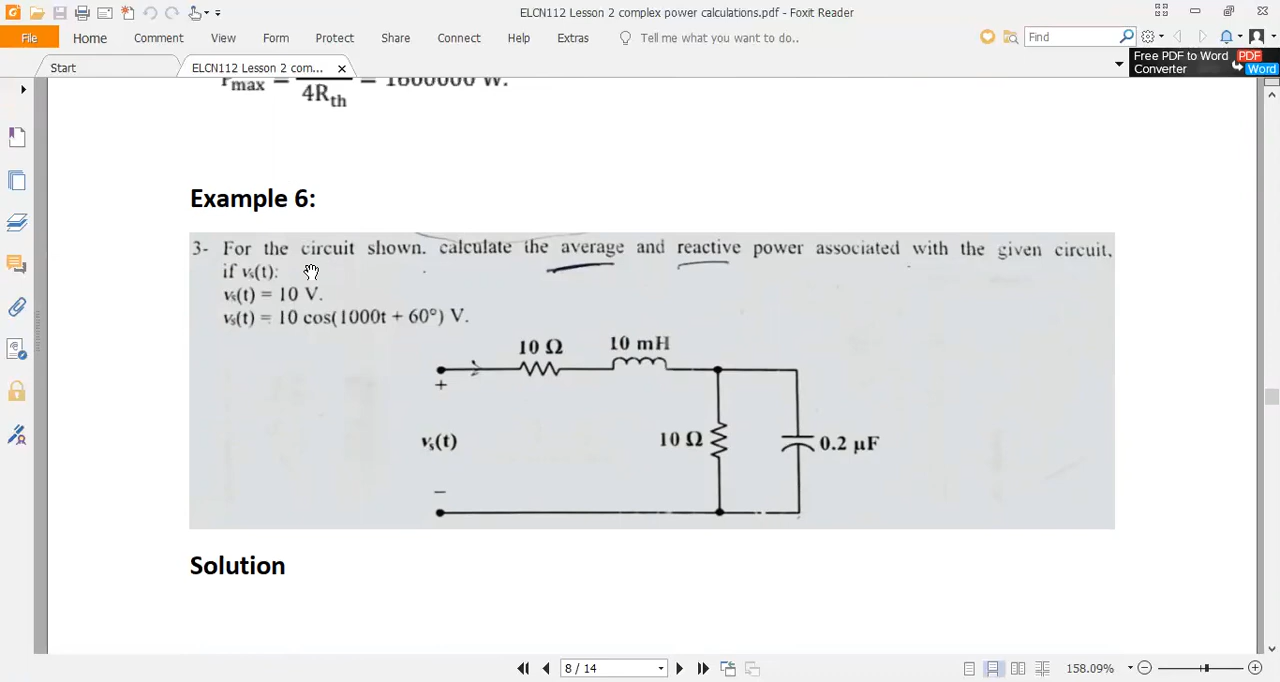 ELCN112 Lesson 2 complex power calculations.pdf - Foxit Reader
File Home Comment View Form Protect Share Connect Help Extras Tell me what you want to do.. Find
Start ELCN112 Lesson 2 com... Free PDF to Word Converter PDF Word
4Rth
Example 6:
3- For the circuit shown. calculate the average and reactive power associated with the given circuit,
if vs(t):
vs(t) = 10 V.
vs(t) = 10 cos(1000t + 60°) V.
10 Ω 10 mH
+
vs(t) 10 Ω 0.2 µF
−
Solution
8 / 14 158.09%